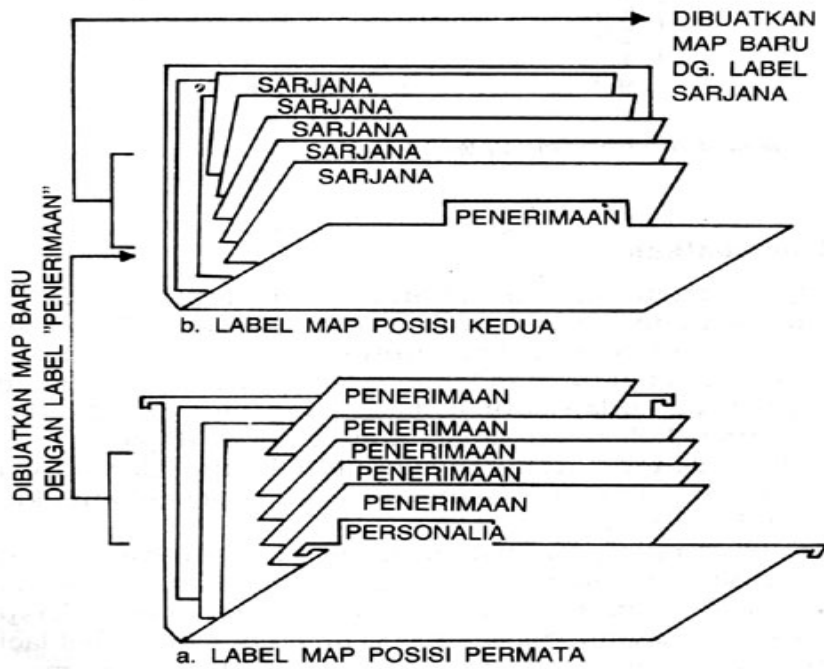 DIBUATKAN
MAP BARU
DG. LABEL
SARJANA
SARJANA
SARJANA
SARJANA
SARJANA
SARJANA
PENERIMAAN
b. LABEL MAP POSISI KEDUA
DIBUATKAN MAP BARU
DENGAN LABEL "PENERIMAAN"
PENERIMAAN
PENERIMAAN
PENERIMAAN
PENERIMAAN
PENERIMAAN
PERSONALIA
a. LABEL MAP POSISI PERMATA